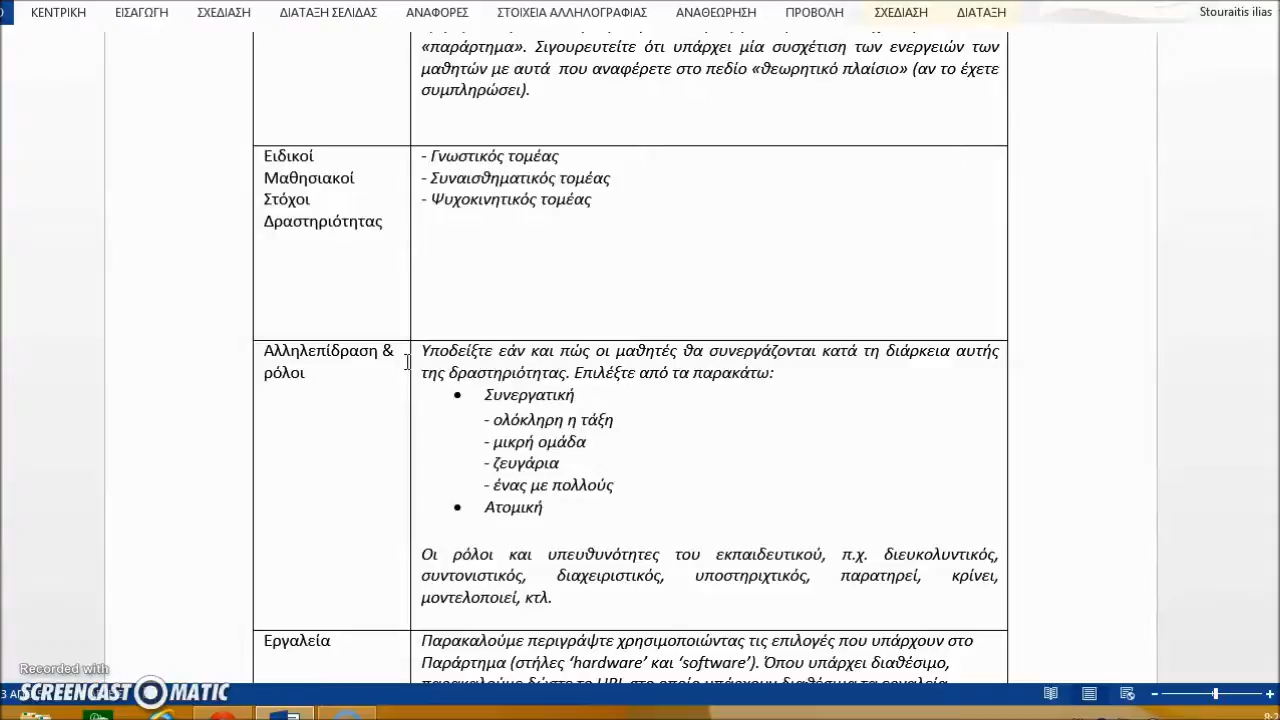 ΚΕΝΤΡΙΚΗ ΕΙΣΑΓΩΓΗ ΣΧΕΔΙΑΣΗ ΔΙΑΤΑΞΗ ΣΕΛΙΔΑΣ ΑΝΑΦΟΡΕΣ ΣΤΟΙΧΕΙΑ ΑΛΛΗΛΟΓΡΑΦΙΑΣ ΑΝΑΘΕΩΡΗΣΗ ΠΡΟΒΟΛΗ ΣΧΕΔΙΑΣΗ ΔΙΑΤΑΞΗ Stouraitis ilias
«παράρτημα». Σιγουρευτείτε ότι υπάρχει μία συσχέτιση των ενεργειών των
μαθητών με αυτά που αναφέρετε στο πεδίο «θεωρητικό πλαίσιο» (αν το έχετε
συμπληρώσει).
Ειδικοί
Μαθησιακοί
Στόχοι
Δραστηριότητας
- Γνωστικός τομέας
- Συναισθηματικός τομέας
- Ψυχοκινητικός τομέας
Αλληλεπίδραση &
ρόλοι
Υποδείξτε εάν και πώς οι μαθητές θα συνεργάζονται κατά τη διάρκεια αυτής
της δραστηριότητας. Επιλέξτε από τα παρακάτω:
• Συνεργατική
- ολόκληρη η τάξη
- μικρή ομάδα
- ζευγάρια
- ένας με πολλούς
• Ατομική
Οι ρόλοι και υπευθυνότητες του εκπαιδευτικού, π.χ. διευκολυντικός,
συντονιστικός, διαχειριστικός, υποστηριχτικός, παρατηρεί, κρίνει,
μοντελοποιεί, κτλ.
Εργαλεία
Παρακαλούμε περιγράψτε χρησιμοποιώντας τις επιλογές που υπάρχουν στο
Παράρτημα (στήλες ‘hardware’ και ‘software’). Όπου υπάρχει διαθέσιμο,
Recorded with
SCREENCAST MATIC